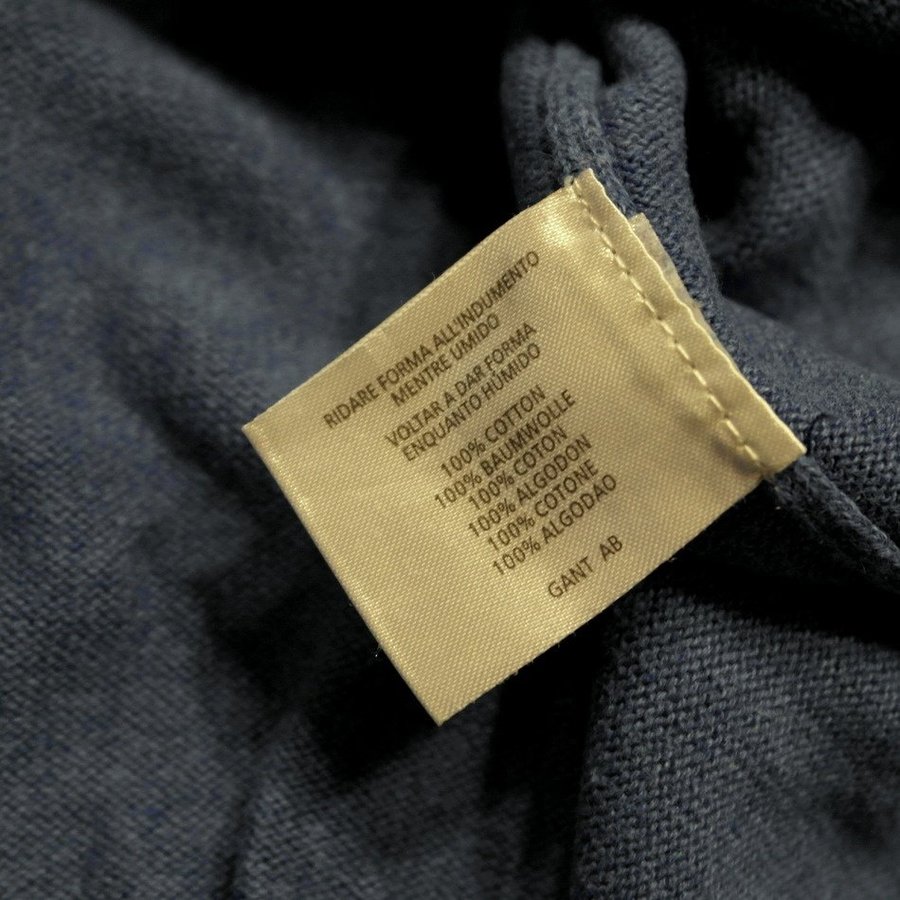 RIDARE FORMA ALL'INDUMENTO
MENTRE UMIDO
VOLTAR A DAR FORMA
ENQUANTO HUMIDO
100% COTTON
100% BAUMWOLLE
100% COTON
100% ALGODON
100% COTONE
100% ALGODAO
GANT AB